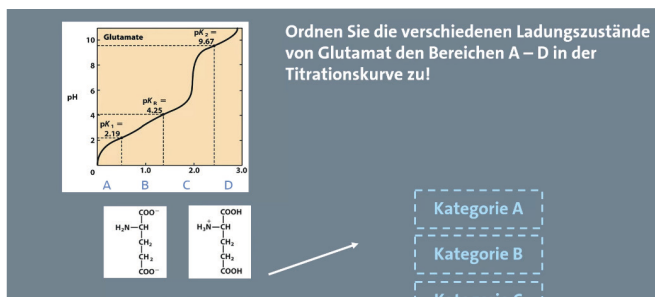 Ordnen Sie die verschiedenen Ladungszustände
von Glutamat den Bereichen A – D in der
Titrationskurve zu!
Glutamate
pK₂ =
9.67
pK_R =
4.25
pK₁ =
2.19
pH
10
8
6
4
2
0
1.0
2.0
3.0
A B C D
COO⁻
H₂N—CH
CH₂
CH₂
COO⁻
COOH
H₃N⁺—CH
CH₂
CH₂
COOH
Kategorie A
Kategorie B
Kategorie C